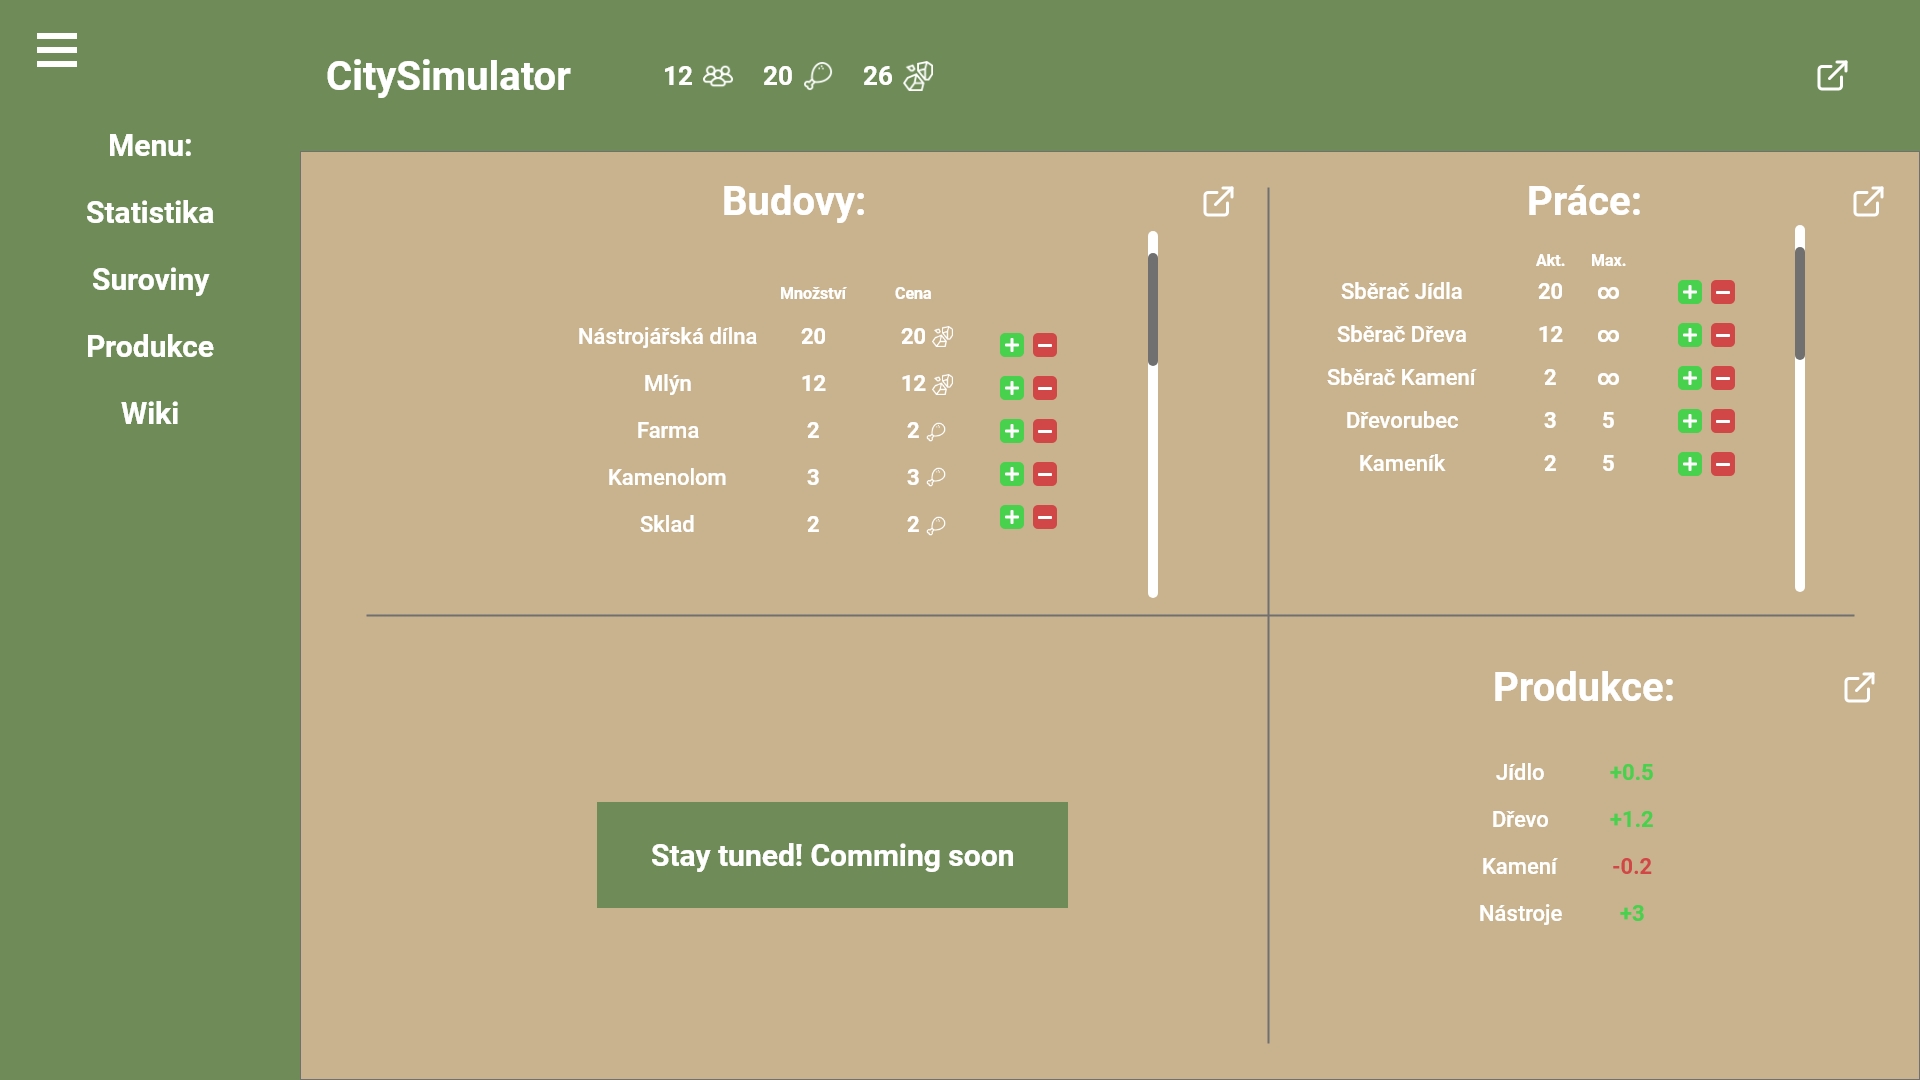 CitySimulator 12 20 26
Menu:
Statistika
Suroviny
Produkce
Wiki
Budovy:
Množství Cena
Nástrojářská dílna 20 20
Mlýn 12 12
Farma 2 2
Kamenolom 3 3
Sklad 2 2
Práce:
Akt. Max.
Sběrač Jídla 20 ∞
Sběrač Dřeva 12 ∞
Sběrač Kamení 2 ∞
Dřevorubec 3 5
Kameník 2 5
Stay tuned! Comming soon
Produkce:
Jídlo +0.5
Dřevo +1.2
Kamení -0.2
Nástroje +3